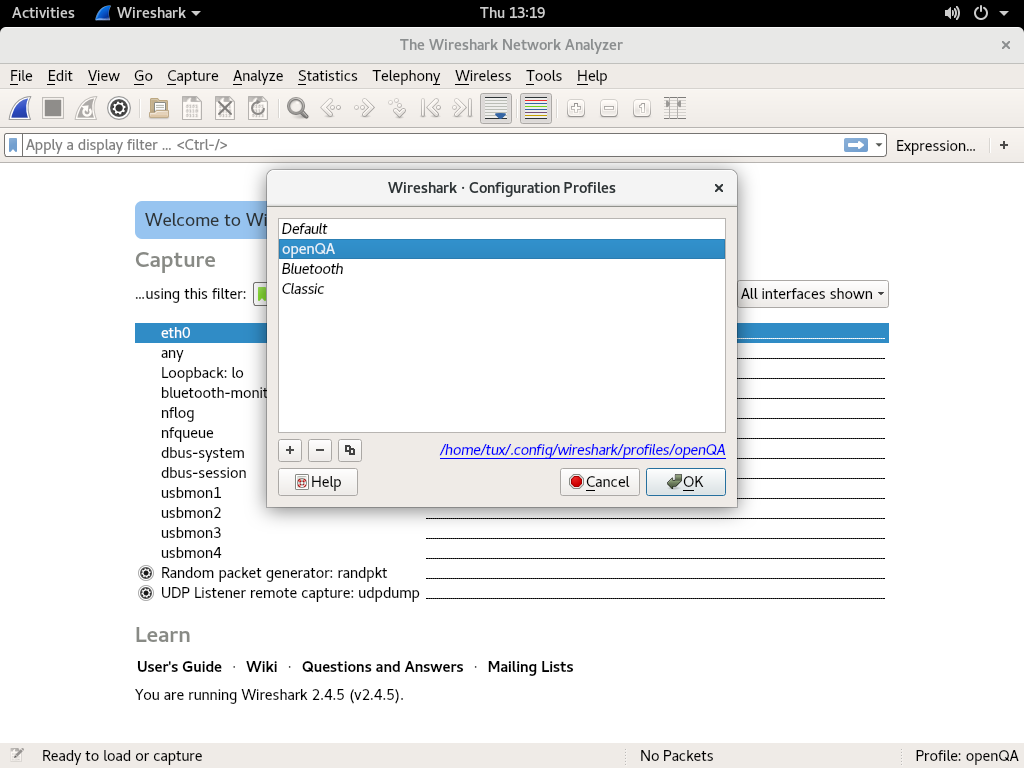 Activities Wireshark Thu 13:19
The Wireshark Network Analyzer
File Edit View Go Capture Analyze Statistics Telephony Wireless Tools Help
Apply a display filter ... <Ctrl-/> Expression... +
Wireshark · Configuration Profiles
Default
openQA
Bluetooth
Classic
/home/tux/.config/wireshark/profiles/openQA
Help Cancel OK
Welcome to Wi
Capture
...using this filter: All interfaces shown
eth0
any
Loopback: lo
bluetooth-monit
nflog
nfqueue
dbus-system
dbus-session
usbmon1
usbmon2
usbmon3
usbmon4
Random packet generator: randpkt
UDP Listener remote capture: udpdump
Learn
User's Guide · Wiki · Questions and Answers · Mailing Lists
You are running Wireshark 2.4.5 (v2.4.5).
Ready to load or capture No Packets Profile: openQA